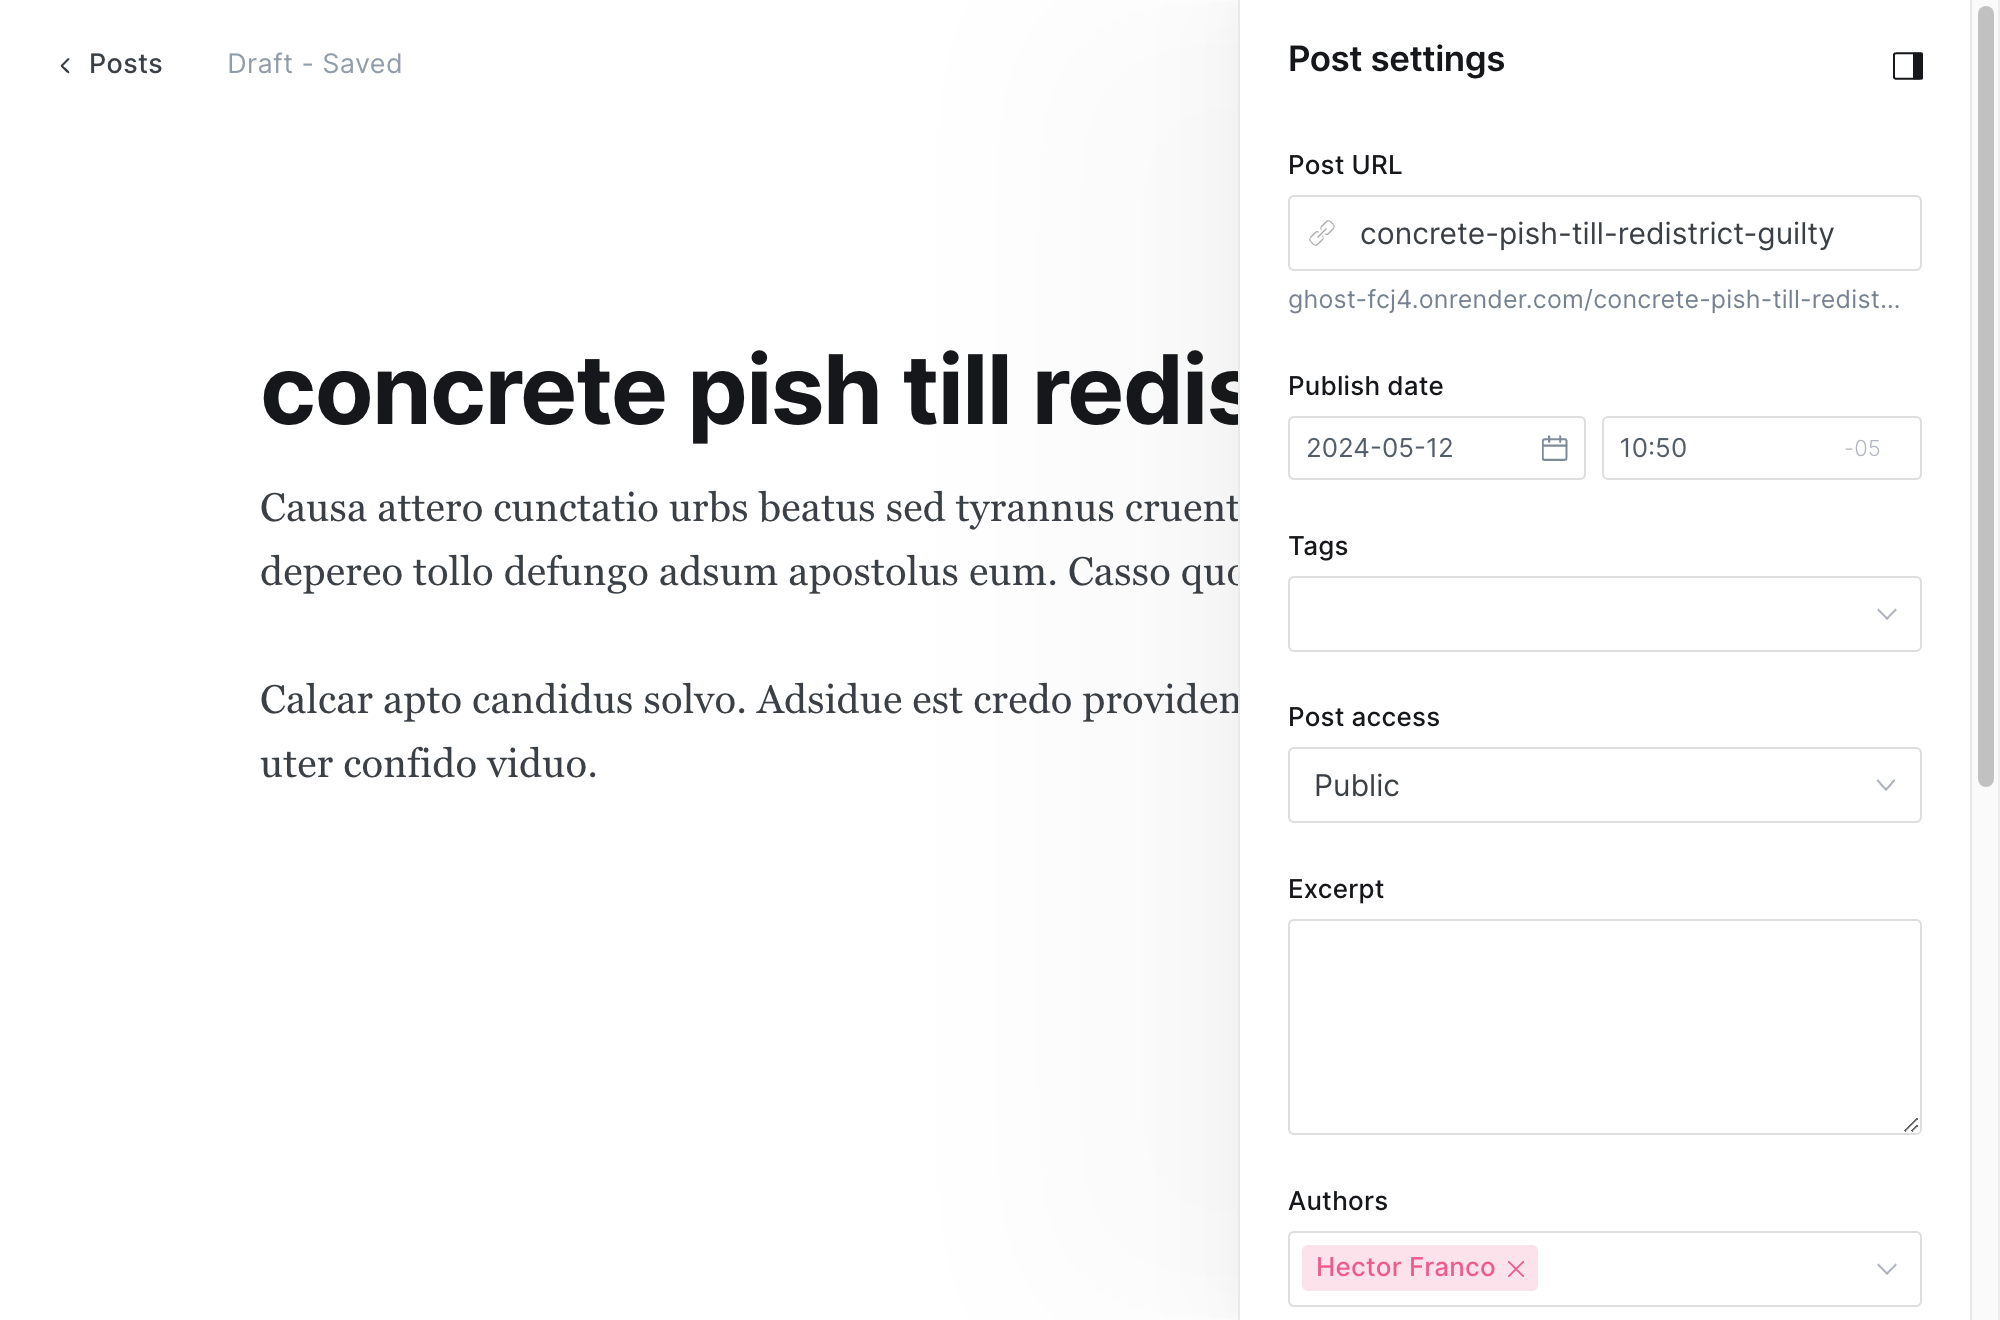 Posts
Draft - Saved
concrete pish till redis
Causa attero cunctatio urbs beatus sed tyrannus cruent
depereo tollo defungo adsum apostolus eum. Casso quo
Calcar apto candidus solvo. Adsidue est credo providen
uter confido viduo.
Post settings
Post URL
concrete-pish-till-redistrict-guilty
ghost-fcj4.onrender.com/concrete-pish-till-redist...
Publish date
2024-05-12
10:50 -05
Tags
Post access
Public
Excerpt
Authors
Hector Franco